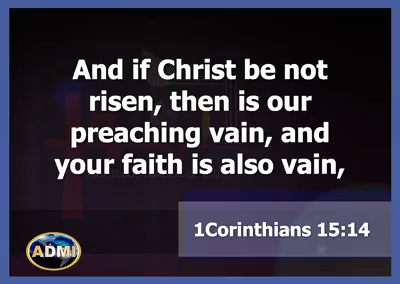 And if Christ be not
risen, then is our
preaching vain, and
your faith is also vain,
1Corinthians 15:14
ADMI